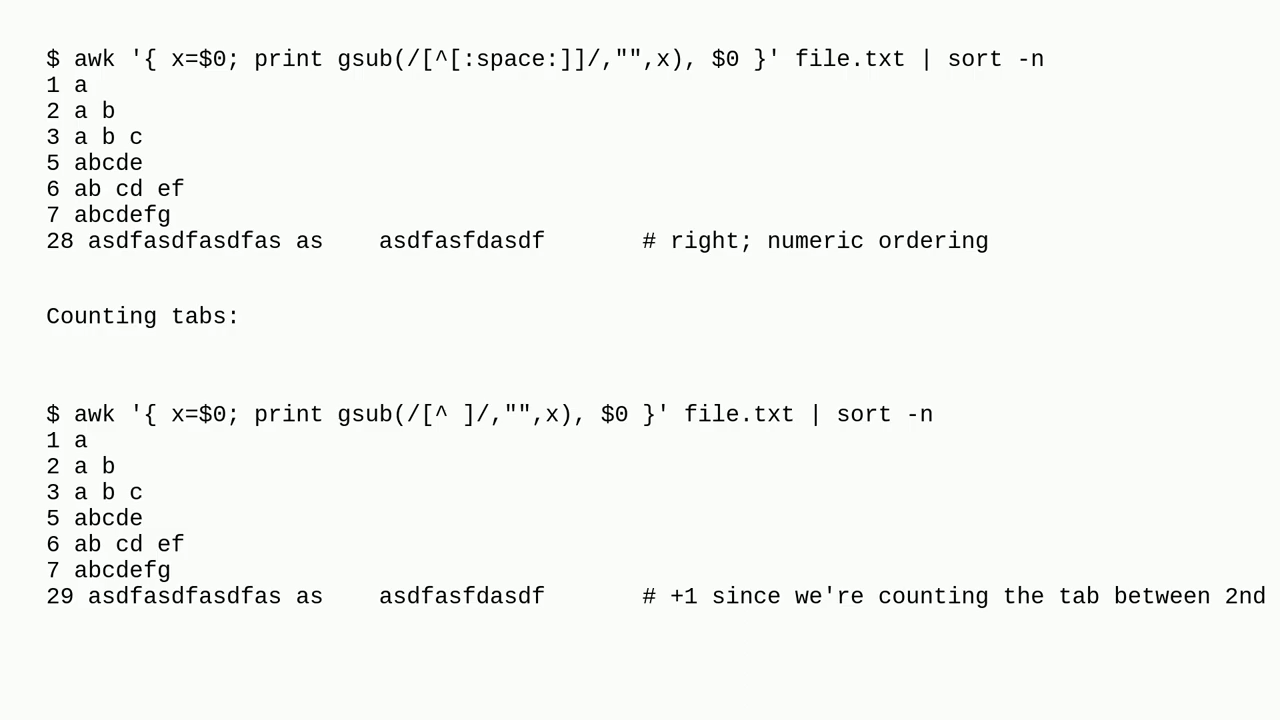 $ awk '{ x=$0; print gsub(/[^[:space:]]/,"",x), $0 }' file.txt | sort -n
1 a
2 a b
3 a b c
5 abcde
6 ab cd ef
7 abcdefg
28 asdfasdfasdfas as    asdfasfdasdf       # right; numeric ordering
Counting tabs:
$ awk '{ x=$0; print gsub(/[^ ]/,"",x), $0 }' file.txt | sort -n
1 a
2 a b
3 a b c
5 abcde
6 ab cd ef
7 abcdefg
29 asdfasdfasdfas as    asdfasfdasdf       # +1 since we're counting the tab between 2nd